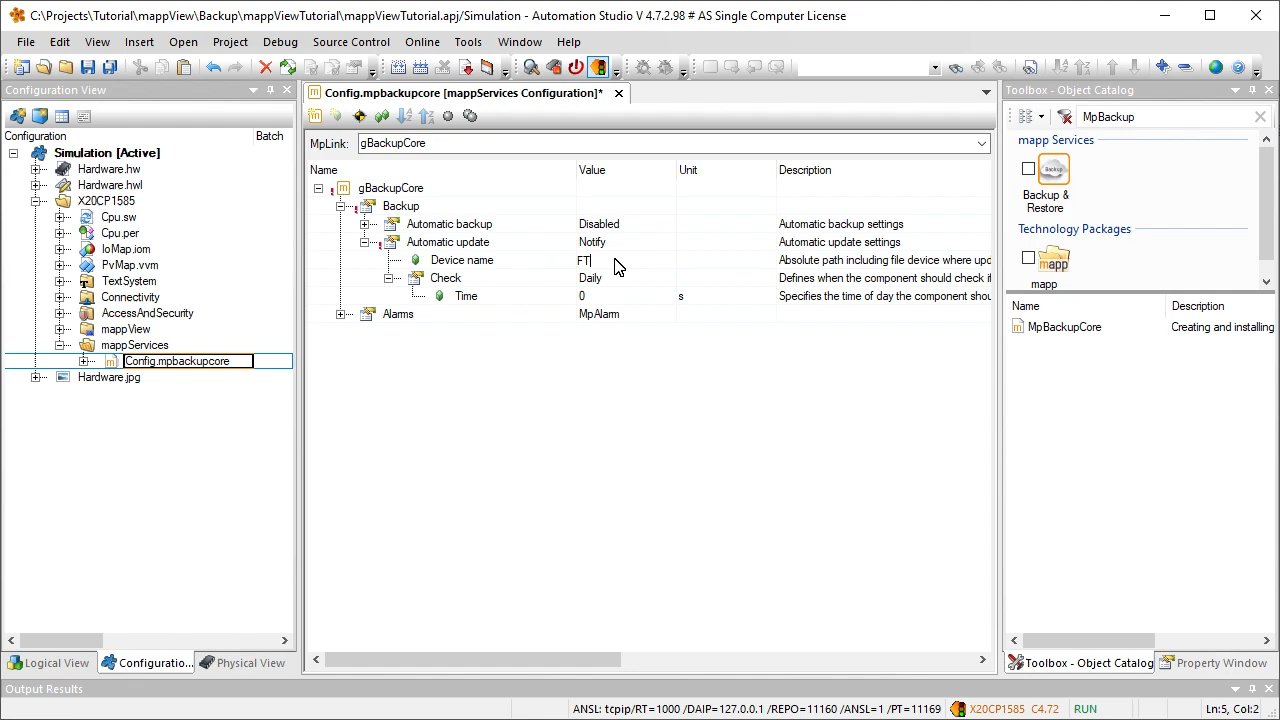 C:\Projects\Tutorial\mappView\Backup\mappViewTutorial\mappViewTutorial.apj/Simulation - Automation Studio V 4.7.2.98 # AS Single Computer License
File Edit View Insert Open Project Debug Source Control Online Tools Window Help
Configuration View
Config.mpbackupcore [mappServices Configuration]*
Toolbox - Object Catalog
MpBackup
Configuration Batch
MpLink: gBackupCore
mapp Services
Simulation [Active]
Hardware.hw
Hardware.hwl
X20CP1585
Cpu.sw
Cpu.per
IoMap.iom
PvMap.vvm
TextSystem
Connectivity
AccessAndSecurity
mappView
mappServices
Config.mpbackupcore
Hardware.jpg
Name Value Unit Description
gBackupCore
Backup
Automatic backup Disabled Automatic backup settings
Automatic update Notify Automatic update settings
Device name FT Absolute path including file device where upd
Check Daily Defines when the component should check if
Time 0 s Specifies the time of day the component shou
Alarms MpAlarm
Backup
Backup &
Restore
Technology Packages
mapp
mapp
Name Description
MpBackupCore Creating and installing
Logical View Configuratio... Physical View
Toolbox - Object Catalog Property Window
Output Results
ANSL: tcpip/RT=1000 /DAIP=127.0.0.1 /REPO=11160 /ANSL=1 /PT=11169 X20CP1585 C4.72 RUN Ln:5, Col:2